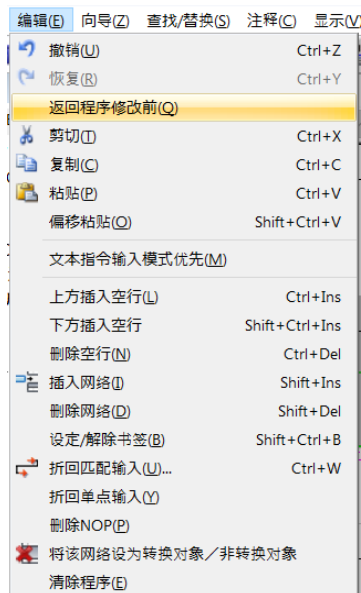 编辑(E) 向导(Z) 查找/替换(S) 注释(C) 显示(V)
撤销(U) Ctrl+Z
恢复(R) Ctrl+Y
返回程序修改前(Q)
剪切(T) Ctrl+X
复制(C) Ctrl+C
粘贴(P) Ctrl+V
偏移粘贴(O) Shift+Ctrl+V
文本指令输入模式优先(M)
上方插入空行(L) Ctrl+Ins
下方插入空行 Shift+Ctrl+Ins
删除空行(N) Ctrl+Del
插入网络(I) Shift+Ins
删除网络(D) Shift+Del
设定/解除书签(B) Shift+Ctrl+B
折回匹配输入(U)... Ctrl+W
折回单点输入(Y)
删除NOP(P)
将该网络设为转换对象／非转换对象
清除程序(E)